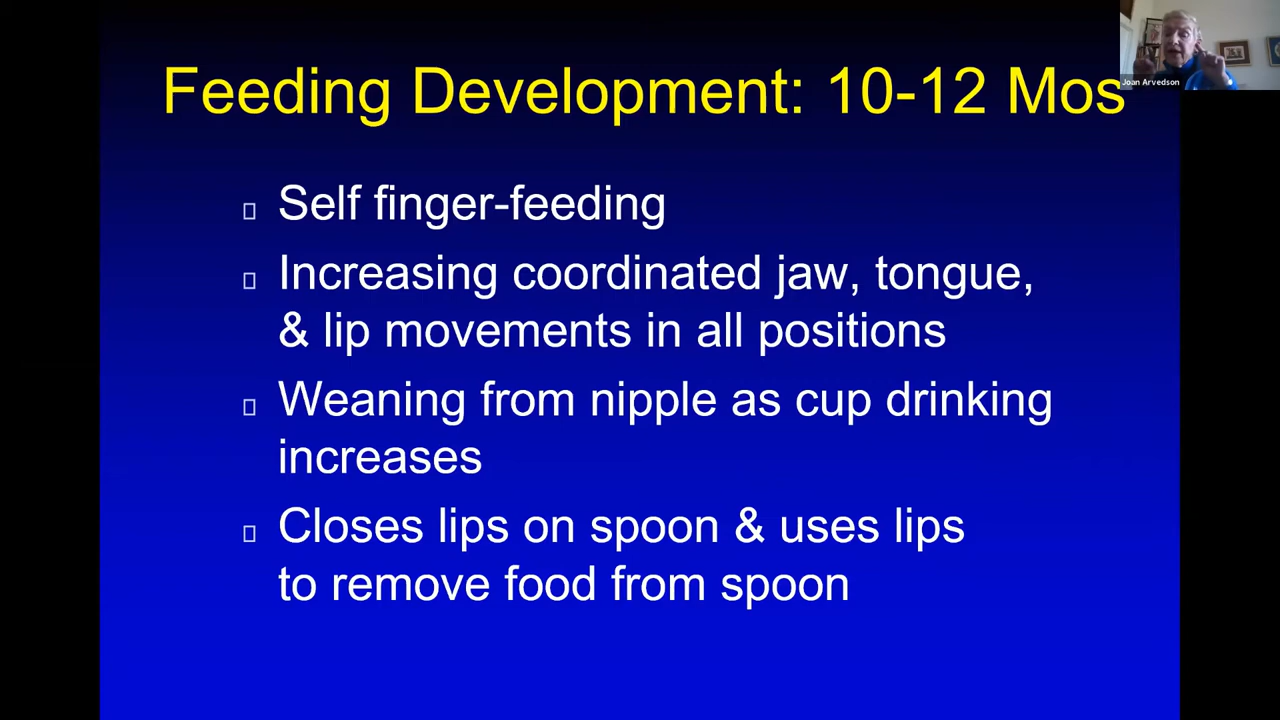 Feeding Development: 10-12 Mos
Joan Arvedson
Self finger-feeding
Increasing coordinated jaw, tongue,
& lip movements in all positions
Weaning from nipple as cup drinking
increases
Closes lips on spoon & uses lips
to remove food from spoon